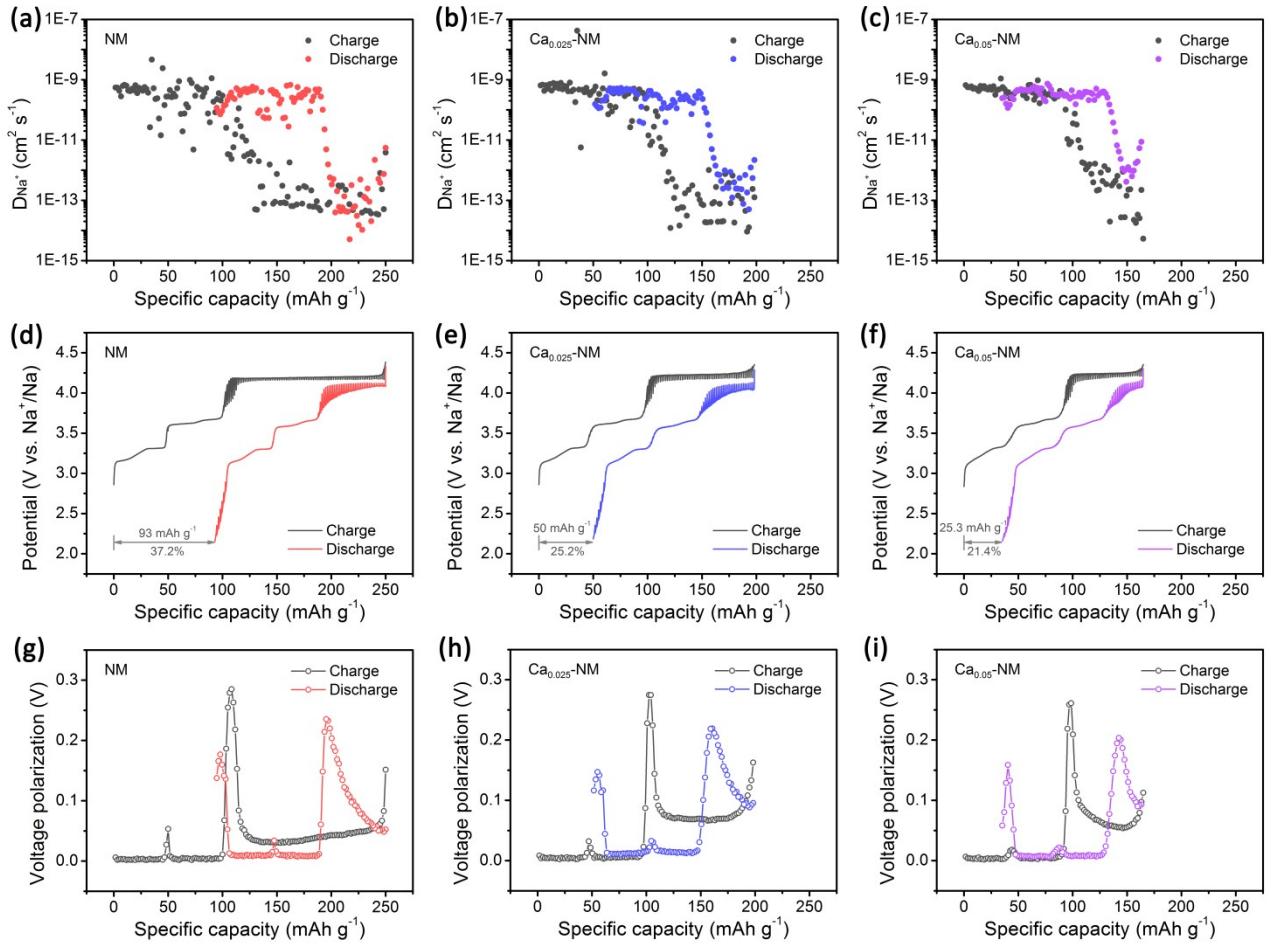 (a)
NM
Charge
Discharge
1E-7
1E-9
1E-11
1E-13
1E-15
D_Na⁺ (cm² s⁻¹)
0 50 100 150 200 250
Specific capacity (mAh g⁻¹)
(b)
Ca₀.₀₂₅-NM
Charge
Discharge
1E-7
1E-9
1E-11
1E-13
1E-15
D_Na⁺ (cm² s⁻¹)
0 50 100 150 200 250
Specific capacity (mAh g⁻¹)
(c)
Ca₀.₀₅-NM
Charge
Discharge
1E-7
1E-9
1E-11
1E-13
1E-15
D_Na⁺ (cm² s⁻¹)
0 50 100 150 200 250
Specific capacity (mAh g⁻¹)
(d)
NM
4.5
4.0
3.5
3.0
2.5
2.0
Potential (V vs. Na⁺/Na)
93 mAh g⁻¹
37.2%
Charge
Discharge
0 50 100 150 200 250
Specific capacity (mAh g⁻¹)
(e)
Ca₀.₀₂₅-NM
4.5
4.0
3.5
3.0
2.5
2.0
Potential (V vs. Na⁺/Na)
50 mAh g⁻¹
25.2%
Charge
Discharge
0 50 100 150 200 250
Specific capacity (mAh g⁻¹)
(f)
Ca₀.₀₅-NM
4.5
4.0
3.5
3.0
2.5
2.0
Potential (V vs. Na⁺/Na)
25.3 mAh g⁻¹
21.4%
Charge
Discharge
0 50 100 150 200 250
Specific capacity (mAh g⁻¹)
(g)
NM
Charge
Discharge
0.3
0.2
0.1
0.0
Voltage polarization (V)
0 50 100 150 200 250
Specific capacity (mAh g⁻¹)
(h)
Ca₀.₀₂₅-NM
Charge
Discharge
0.3
0.2
0.1
0.0
Voltage polarization (V)
0 50 100 150 200 250
Specific capacity (mAh g⁻¹)
(i)
Ca₀.₀₅-NM
Charge
Discharge
0.3
0.2
0.1
0.0
Voltage polarization (V)
0 50 100 150 200 250
Specific capacity (mAh g⁻¹)